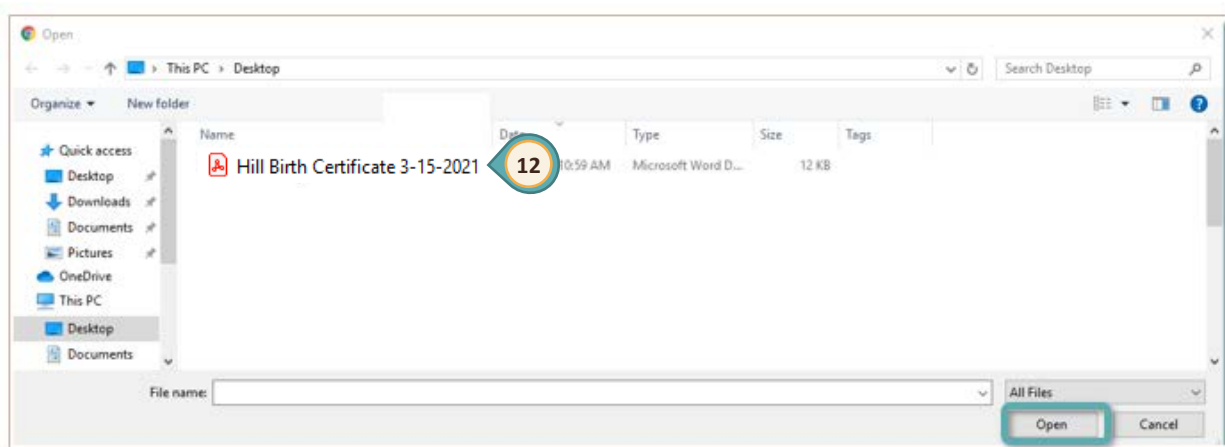 Open
This PC > Desktop
Search Desktop
Organize
New folder
Name Date Type Size Tags
Hill Birth Certificate 3-15-2021 12 10:59 AM Microsoft Word D... 12 KB
Quick access
Desktop
Downloads
Documents
Pictures
OneDrive
This PC
Desktop
Documents
File name:
All Files
Open Cancel